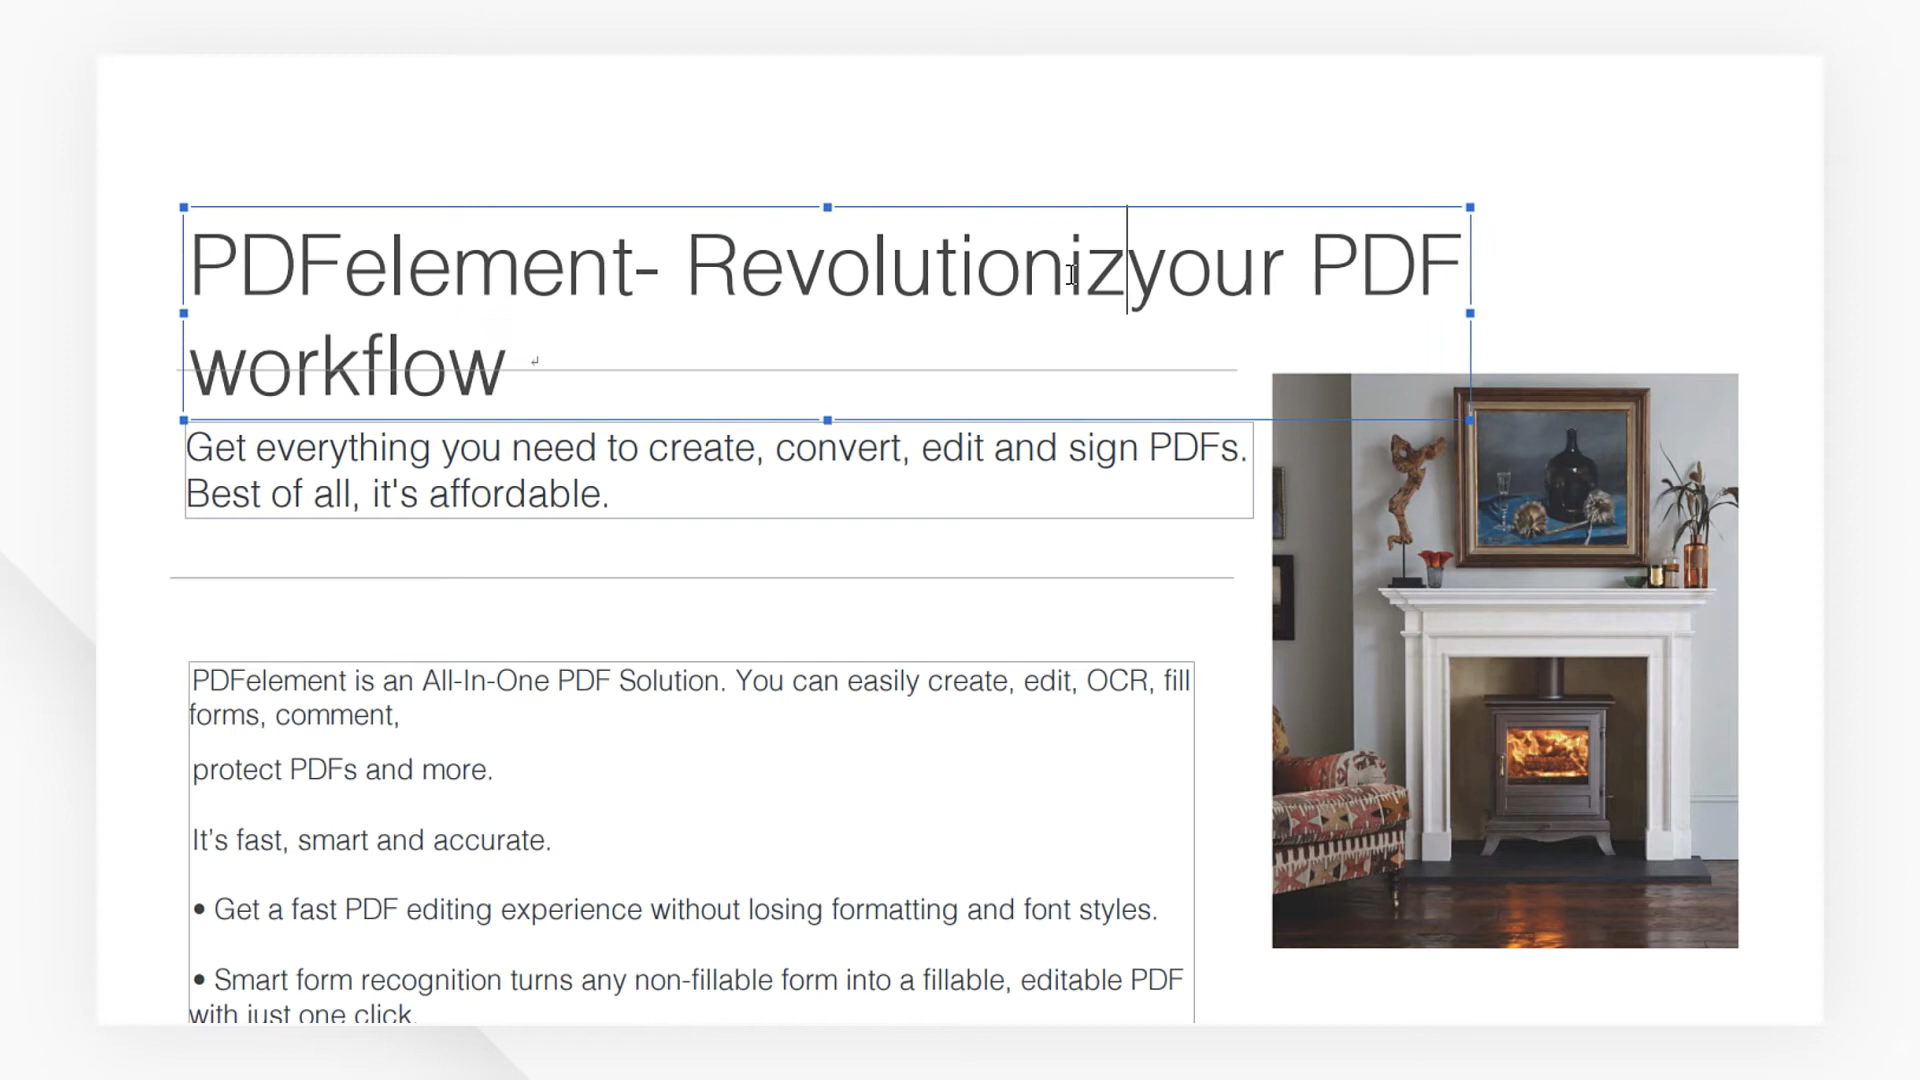 PDFelement- Revolutionizyour PDF
workflow
Get everything you need to create, convert, edit and sign PDFs.
Best of all, it's affordable.
PDFelement is an All-In-One PDF Solution. You can easily create, edit, OCR, fill
forms, comment,
protect PDFs and more.
It's fast, smart and accurate.
• Get a fast PDF editing experience without losing formatting and font styles.
• Smart form recognition turns any non-fillable form into a fillable, editable PDF
with just one click.